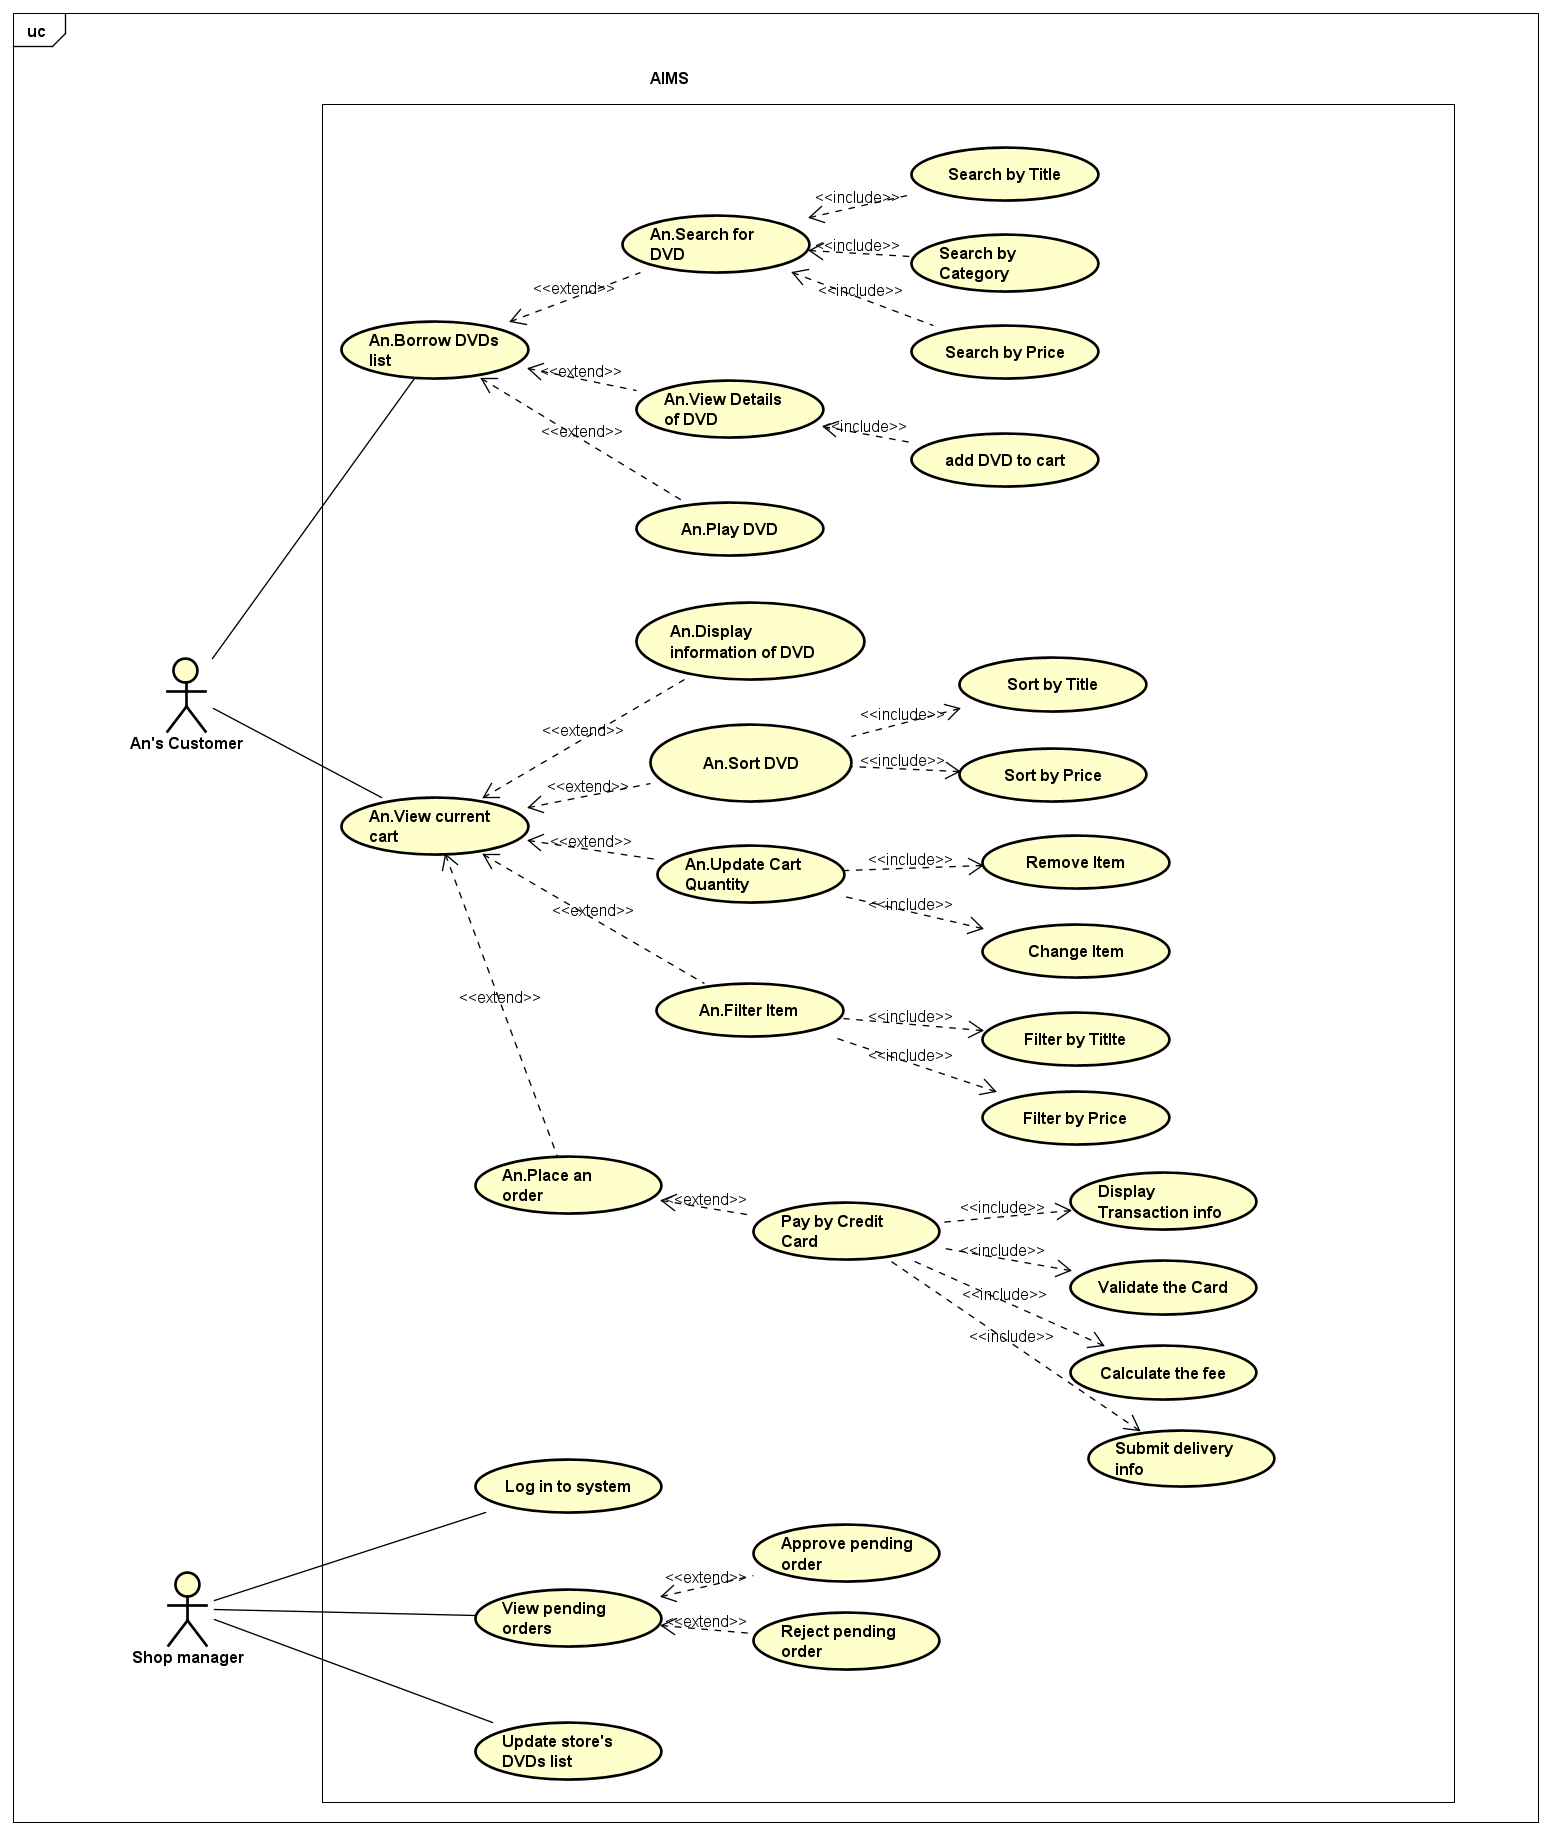 uc
AIMS
Search by Title
<<include>>
An.Search for
DVD
<<include>>
Search by
Category
<<extend>>
<<include>>
An.Borrow DVDs
list
Search by Price
<<extend>>
An.View Details
of DVD
<<include>>
<<extend>>
add DVD to cart
An.Play DVD
An.Display
information of DVD
Sort by Title
<<include>>
<<extend>>
An's Customer
An.Sort DVD
<<include>>
Sort by Price
<<extend>>
An.View current
cart
<<extend>>
An.Update Cart
Quantity
<<include>>
Remove Item
<<include>>
<<extend>>
Change Item
<<extend>>
An.Filter Item
<<include>>
Filter by Titlte
<<include>>
Filter by Price
An.Place an
order
<<extend>>
Pay by Credit
Card
<<include>>
Display
Transaction info
<<include>>
Validate the Card
<<include>>
<<include>>
Calculate the fee
Submit delivery
info
Log in to system
Approve pending
order
<<extend>>
View pending
orders
<<extend>>
Reject pending
order
Shop manager
Update store's
DVDs list